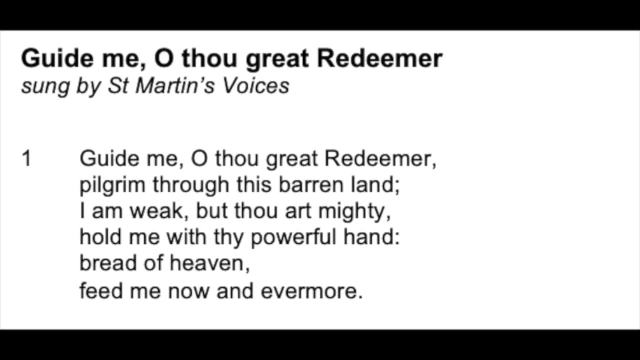 Guide me, O thou great Redeemer
sung by St Martin's Voices
1 Guide me, O thou great Redeemer,
pilgrim through this barren land;
I am weak, but thou art mighty,
hold me with thy powerful hand:
bread of heaven,
feed me now and evermore.